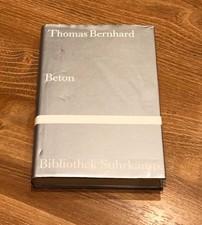 Thomas Bernhard
Beton
Bibliothek Suhrkamp